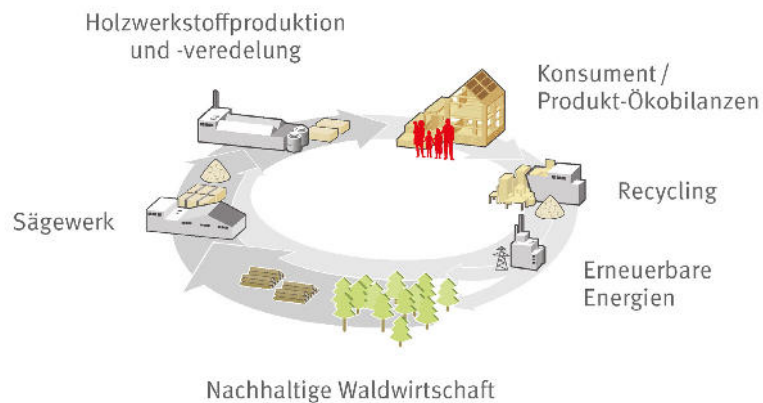 Holzwerkstoffproduktion
und -veredelung
Konsument /
Produkt-Ökobilanzen
Recycling
Sägewerk
Erneuerbare
Energien
Nachhaltige Waldwirtschaft